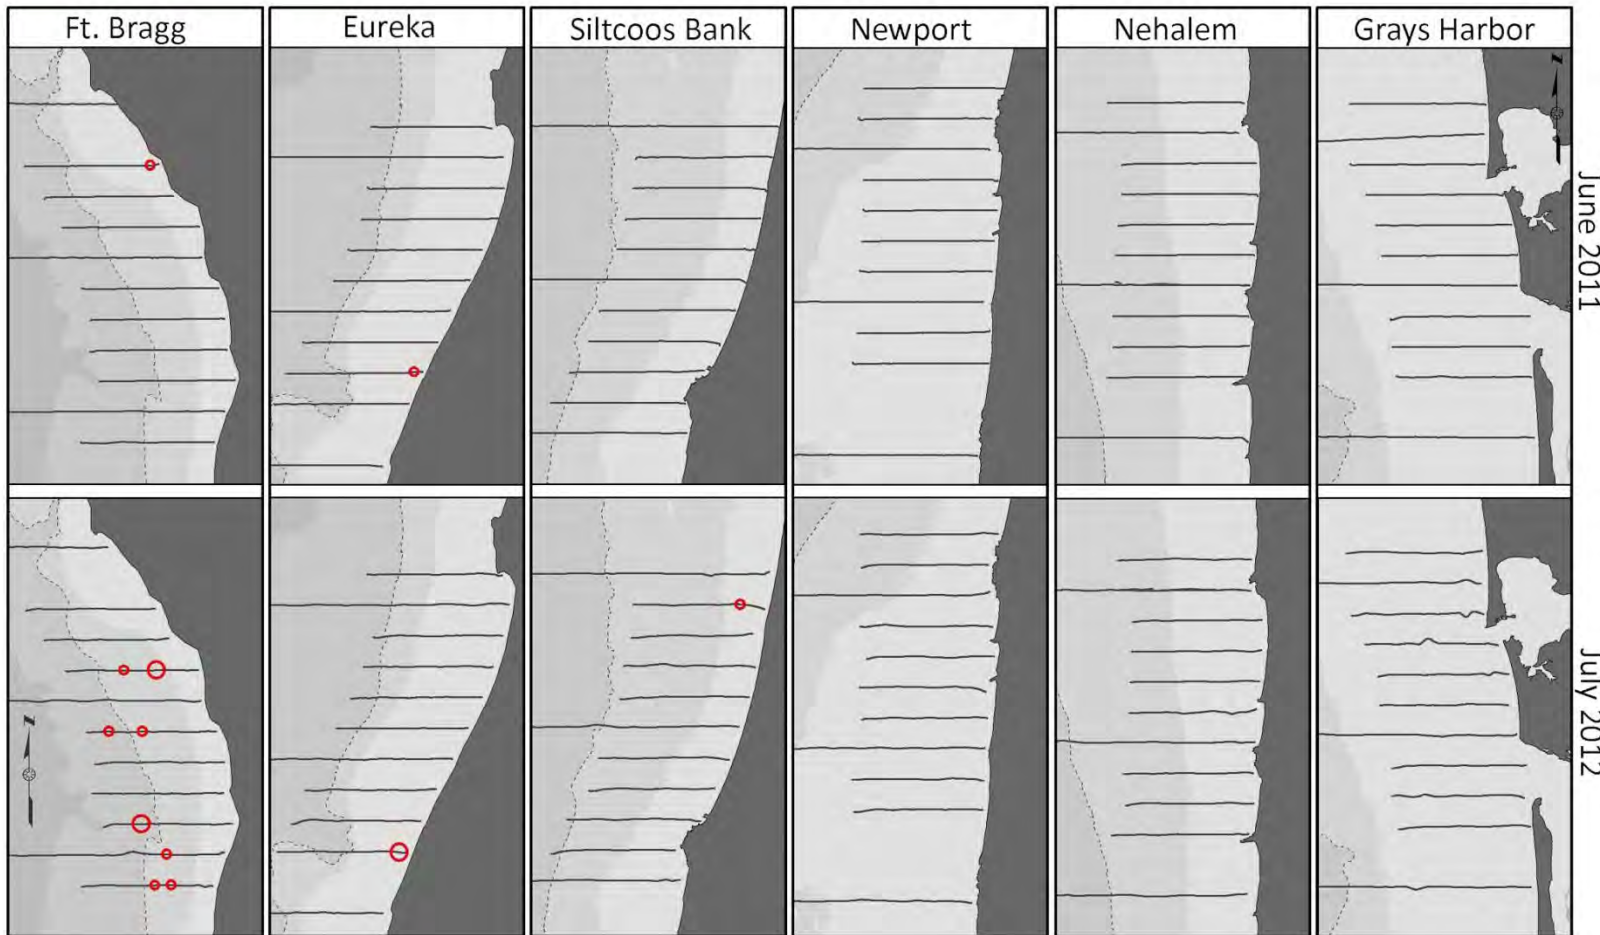 Ft. Bragg
Eureka
Siltcoos Bank
Newport
Nehalem
Grays Harbor
N
June 2011
N
July 2012